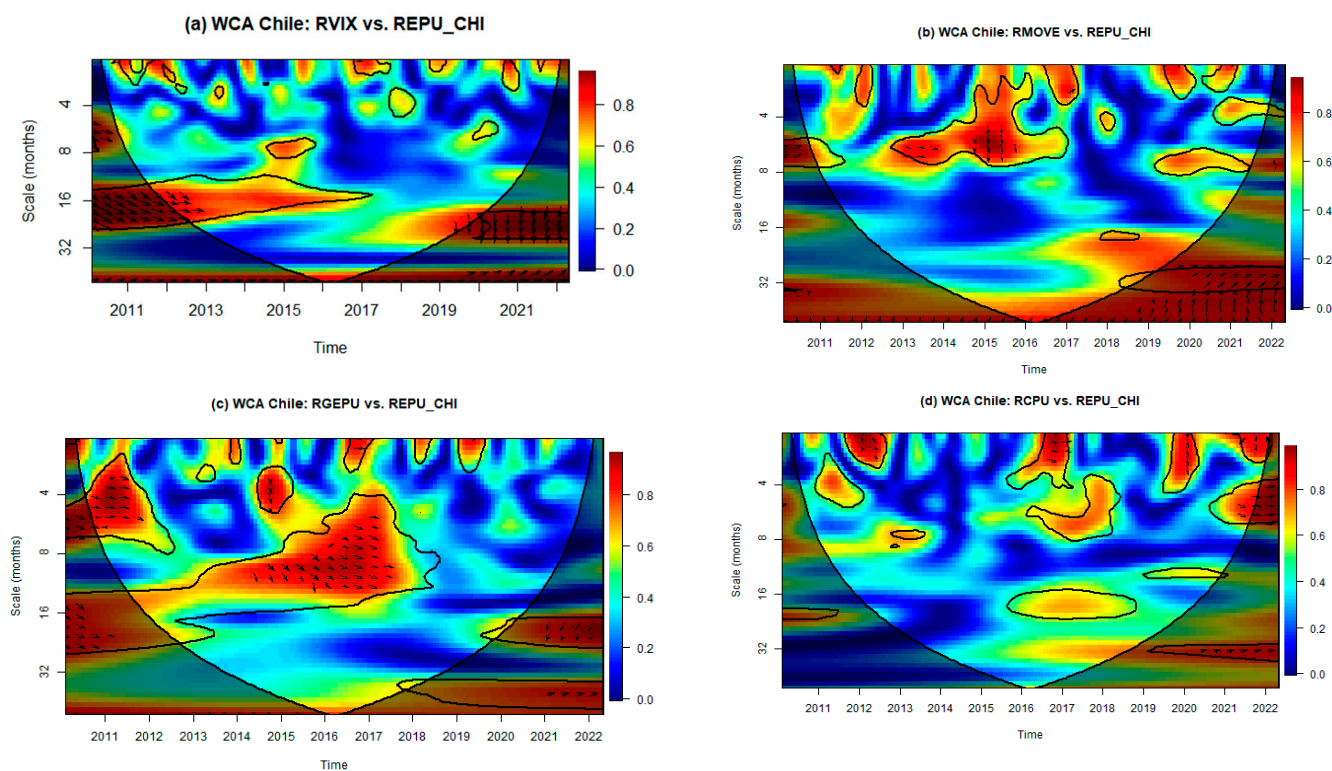 (a) WCA Chile: RVIX vs. REPU_CHI
Scale (months)
4
8
16
32
2011 2013 2015 2017 2019 2021
Time
0.8
0.6
0.4
0.2
0.0
(b) WCA Chile: RMOVE vs. REPU_CHI
Scale (months)
4
8
16
32
2011 2012 2013 2014 2015 2016 2017 2018 2019 2020 2021 2022
Time
0.8
0.6
0.4
0.2
0.0
(c) WCA Chile: RGEPU vs. REPU_CHI
Scale (months)
4
8
16
32
2011 2012 2013 2014 2015 2016 2017 2018 2019 2020 2021 2022
Time
0.8
0.6
0.4
0.2
0.0
(d) WCA Chile: RCPU vs. REPU_CHI
Scale (months)
4
8
16
32
2011 2012 2013 2014 2015 2016 2017 2018 2019 2020 2021 2022
Time
0.8
0.6
0.4
0.2
0.0